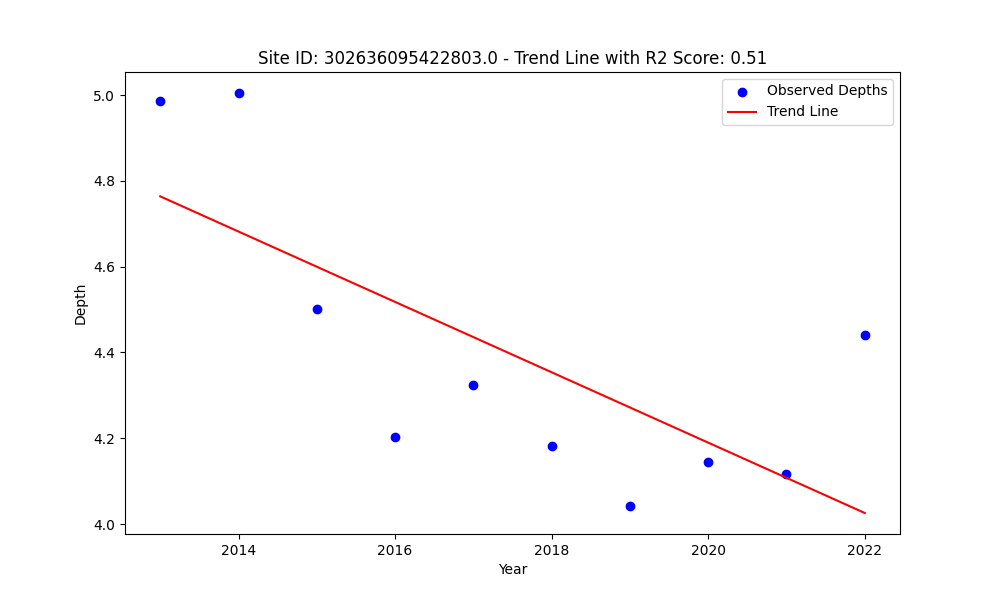 Site ID: 302636095422803.0 - Trend Line with R2 Score: 0.51
Observed Depths
Trend Line
5.0
4.8
4.6
4.4
4.2
4.0
Depth
2014
2016
2018
2020
2022
Year